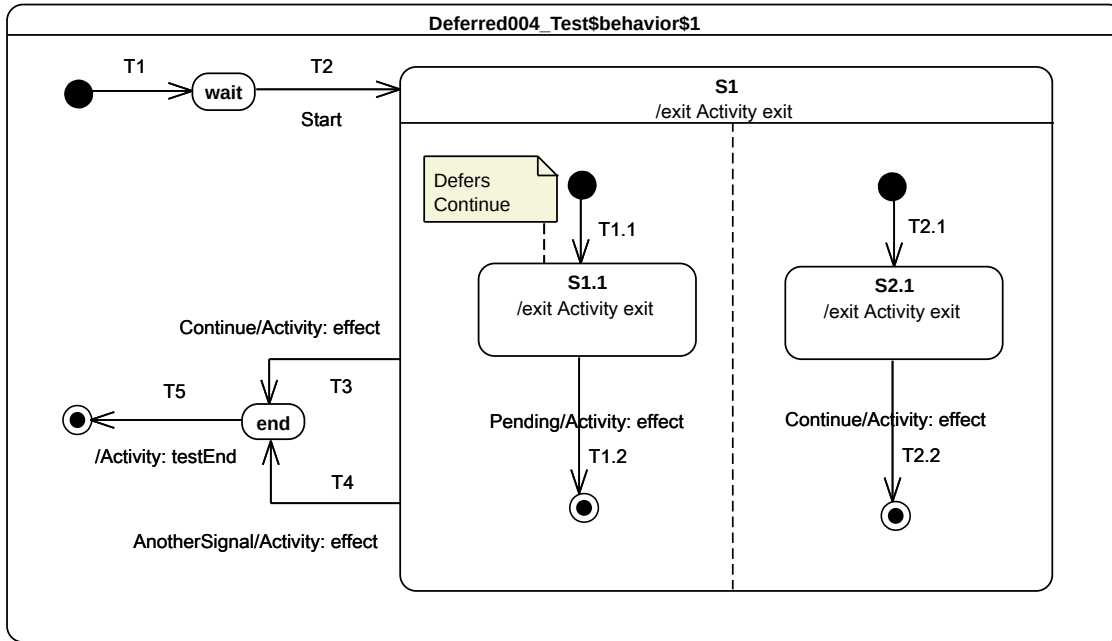 Deferred004_Test$behavior$1
T1
wait
T2
Start
S1
/exit Activity exit
Defers
Continue
T1.1
S1.1
/exit Activity exit
T2.1
S2.1
/exit Activity exit
Continue/Activity: effect
T3
T5
end
/Activity: testEnd
T4
AnotherSignal/Activity: effect
Pending/Activity: effect
T1.2
Continue/Activity: effect
T2.2